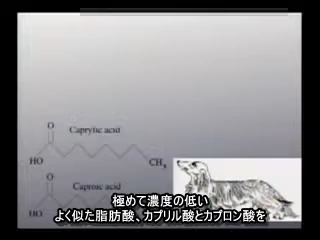 O
Caprylic acid
HO
CH3
O
Caproic acid
HO
極めて濃度の低い
よく似た脂肪酸、カプリル酸とカプロン酸を